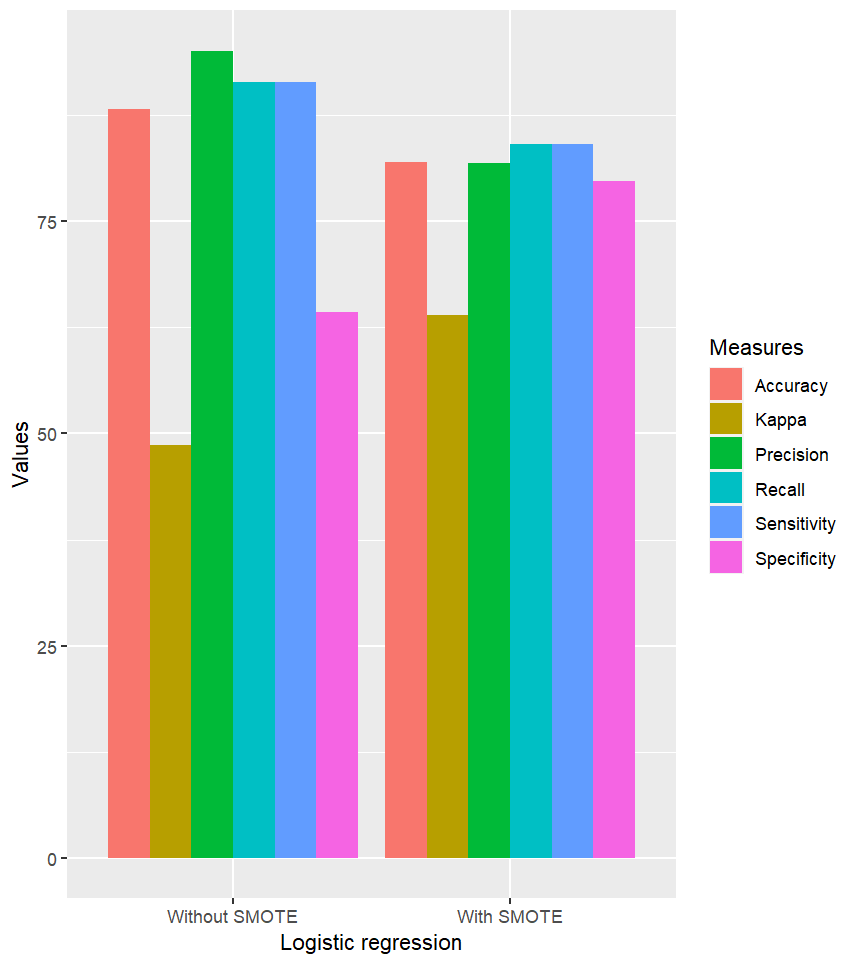 Values
75
50
25
0
Without SMOTE
With SMOTE
Logistic regression
Measures
Accuracy
Kappa
Precision
Recall
Sensitivity
Specificity